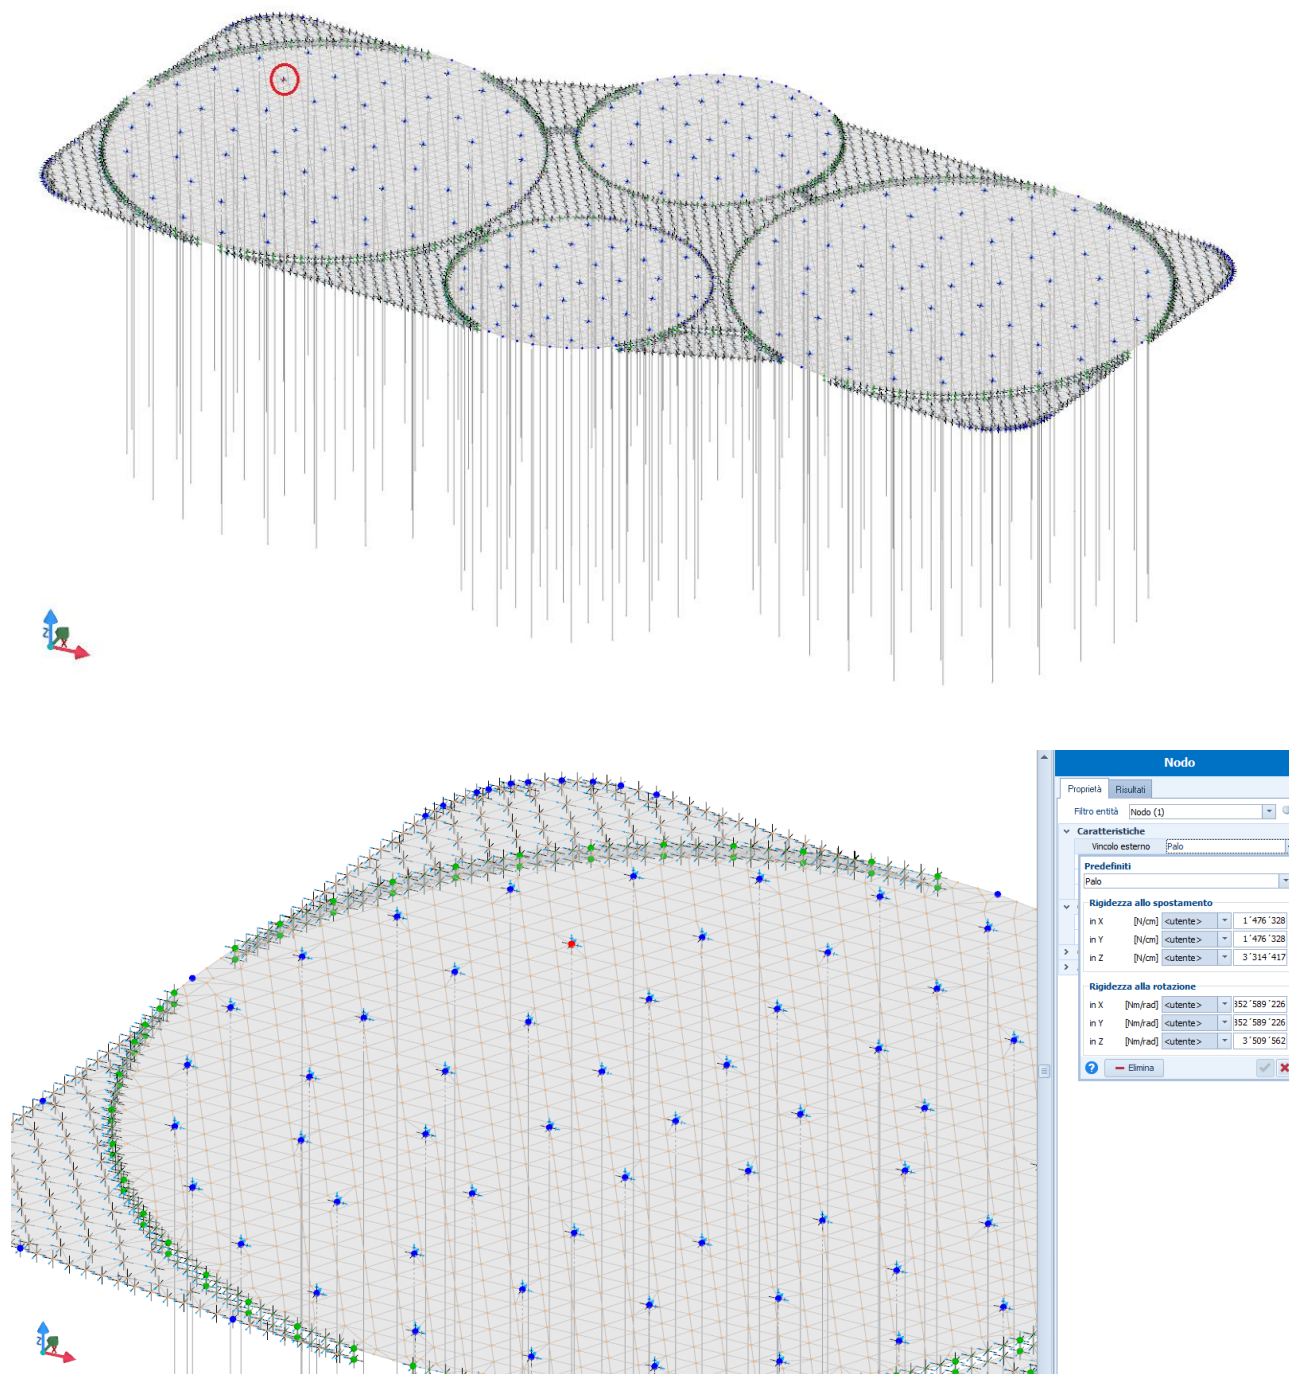 Z
X
Nodo
Proprietà Risultati
Filtro entità Nodo (1)
Caratteristiche
Vincolo esterno Palo
Predefiniti
Palo
Rigidezza allo spostamento
in X [N/cm] <utente> 1´476´328
in Y [N/cm] <utente> 1´476´328
in Z [N/cm] <utente> 3´314´417
Rigidezza alla rotazione
in X [Nm/rad] <utente> 352´589´226
in Y [Nm/rad] <utente> 352´589´226
in Z [Nm/rad] <utente> 3´509´562
? Elimina
Z